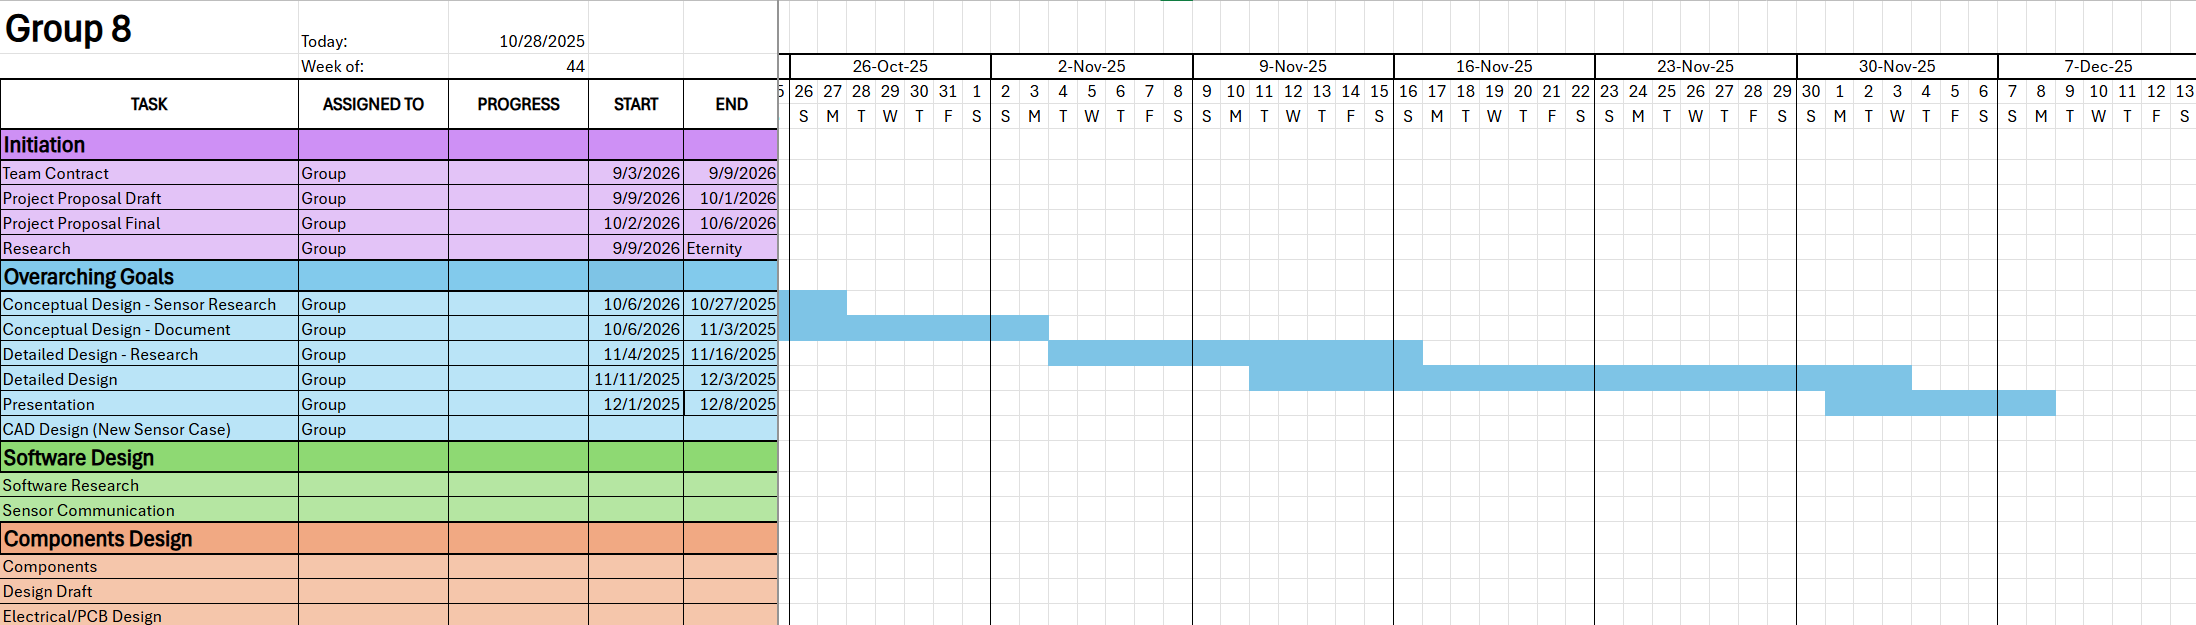 Group 8
Today: 10/28/2025
Week of: 44
26-Oct-25 2-Nov-25 9-Nov-25 16-Nov-25 23-Nov-25 30-Nov-25 7-Dec-25
TASK ASSIGNED TO PROGRESS START END
26 27 28 29 30 31 1 2 3 4 5 6 7 8 9 10 11 12 13 14 15 16 17 18 19 20 21 22 23 24 25 26 27 28 29 30 1 2 3 4 5 6 7 8 9 10 11 12 13
S M T W T F S S M T W T F S S M T W T F S S M T W T F S S M T W T F S S M T W T F S S M T W T F S
Initiation
Team Contract Group 9/3/2026 9/9/2026
Project Proposal Draft Group 9/9/2026 10/1/2026
Project Proposal Final Group 10/2/2026 10/6/2026
Research Group 9/9/2026 Eternity
Overarching Goals
Conceptual Design - Sensor Research Group 10/6/2026 10/27/2025
Conceptual Design - Document Group 10/6/2026 11/3/2025
Detailed Design - Research Group 11/4/2025 11/16/2025
Detailed Design Group 11/11/2025 12/3/2025
Presentation Group 12/1/2025 12/8/2025
CAD Design (New Sensor Case) Group
Software Design
Software Research
Sensor Communication
Components Design
Components
Design Draft
Electrical/PCB Design